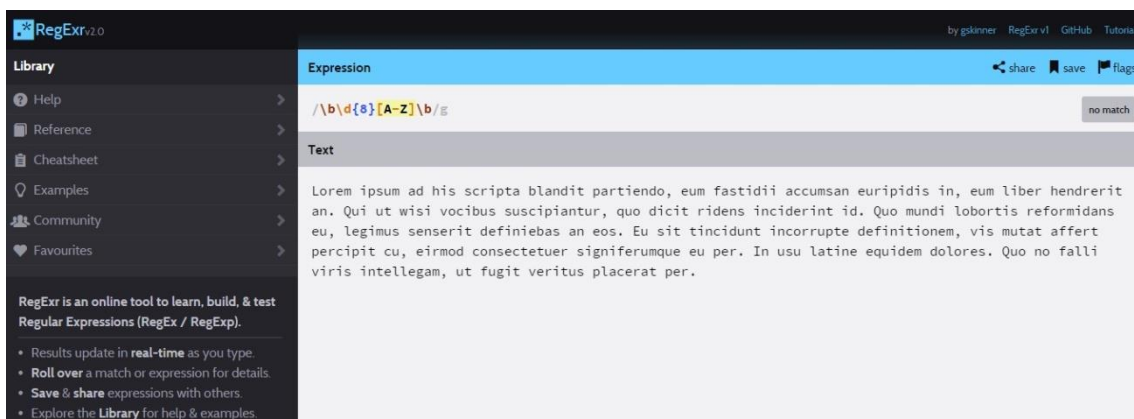 RegExr v2.0
by gskinner RegExr v1 GitHub Tutorial
Library
Expression
share save flags
Help
/\b\d{8}[A-Z]\b/g
no match
Reference
Text
Cheatsheet
Examples
Community
Favourites
Lorem ipsum ad his scripta blandit partiendo, eum fastidii accumsan euripidis in, eum liber hendrerit
an. Qui ut wisi vocibus suscipiantur, quo dicit ridens inciderint id. Quo mundi lobortis reformidans
eu, legimus senserit definiebas an eos. Eu sit tincidunt incorrupte definitionem, vis mutat affert
percipit cu, eirmod consectetuer signiferumque eu per. In usu latine equidem dolores. Quo no falli
viris intellegam, ut fugit veritus placerat per.
RegExr is an online tool to learn, build, & test
Regular Expressions (RegEx / RegExp).
• Results update in real-time as you type.
• Roll over a match or expression for details.
• Save & share expressions with others.
• Explore the Library for help & examples.